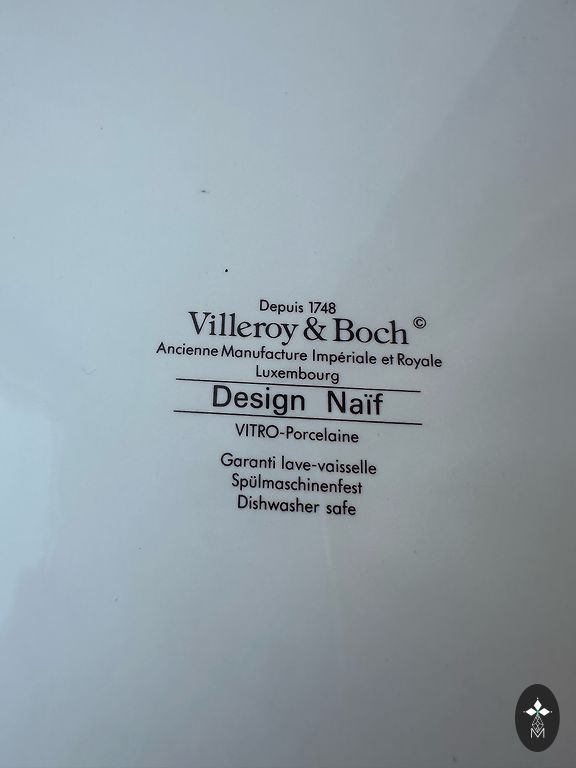 Depuis 1748
Villeroy & Boch ©
Ancienne Manufacture Impériale et Royale
Luxembourg
Design Naïf
VITRO-Porcelaine
Garanti lave-vaisselle
Spülmaschinenfest
Dishwasher safe
M